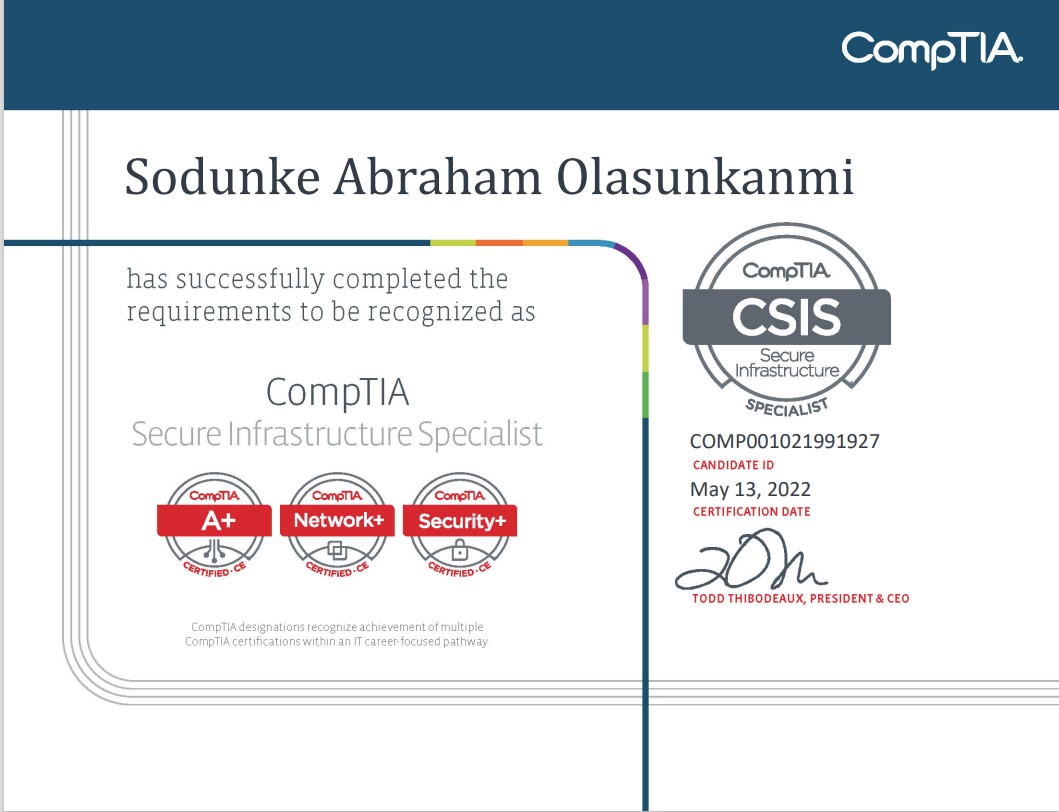 CompTIA.
Sodunke Abraham Olasunkanmi
has successfully completed the
requirements to be recognized as
CompTIA
Secure Infrastructure Specialist
CompTIA.
A+
CERTIFIED·CE
CompTIA.
Network+
CERTIFIED·CE
CompTIA.
Security+
CERTIFIED·CE
CompTIA designations recognize achievement of multiple
CompTIA certifications within an IT career-focused pathway.
CompTIA.
CSIS
Secure
Infrastructure
SPECIALIST
COMP001021991927
CANDIDATE ID
May 13, 2022
CERTIFICATION DATE
TODD THIBODEAUX, PRESIDENT & CEO